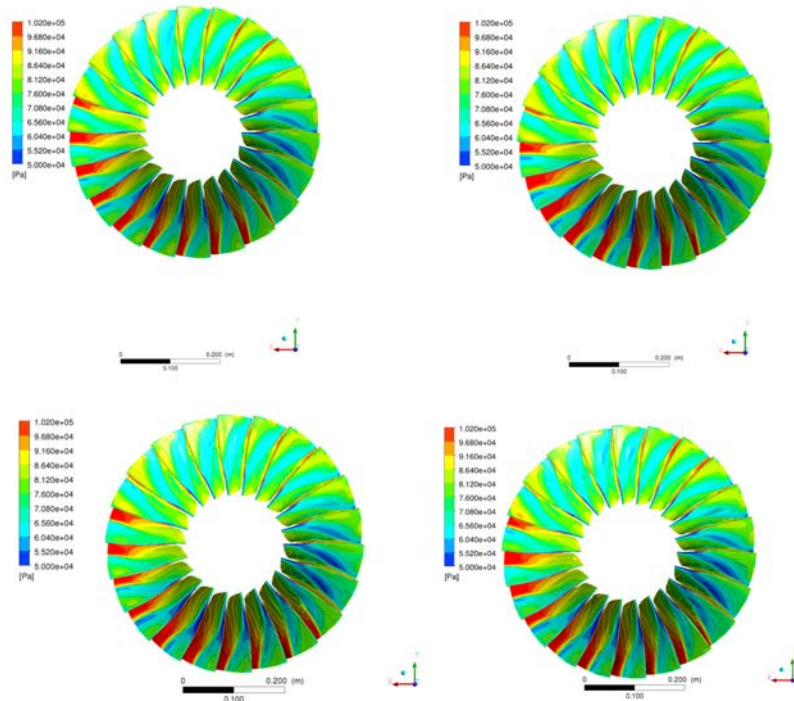 1.020e+05
9.680e+04
9.160e+04
8.640e+04
8.120e+04
7.600e+04
7.080e+04
6.560e+04
6.040e+04
5.520e+04
5.000e+04
[Pa]
0 0.200 (m)
0.100
1.020e+05
9.680e+04
9.160e+04
8.640e+04
8.120e+04
7.600e+04
7.080e+04
6.560e+04
6.040e+04
5.520e+04
5.000e+04
[Pa]
0 0.200 (m)
0.100
1.020e+05
9.680e+04
9.160e+04
8.640e+04
8.120e+04
7.600e+04
7.080e+04
6.560e+04
6.040e+04
5.520e+04
5.000e+04
[Pa]
0 0.200 (m)
0.100
1.020e+05
9.680e+04
9.160e+04
8.640e+04
8.120e+04
7.600e+04
7.080e+04
6.560e+04
6.040e+04
5.520e+04
5.000e+04
[Pa]
0 0.200 (m)
0.100